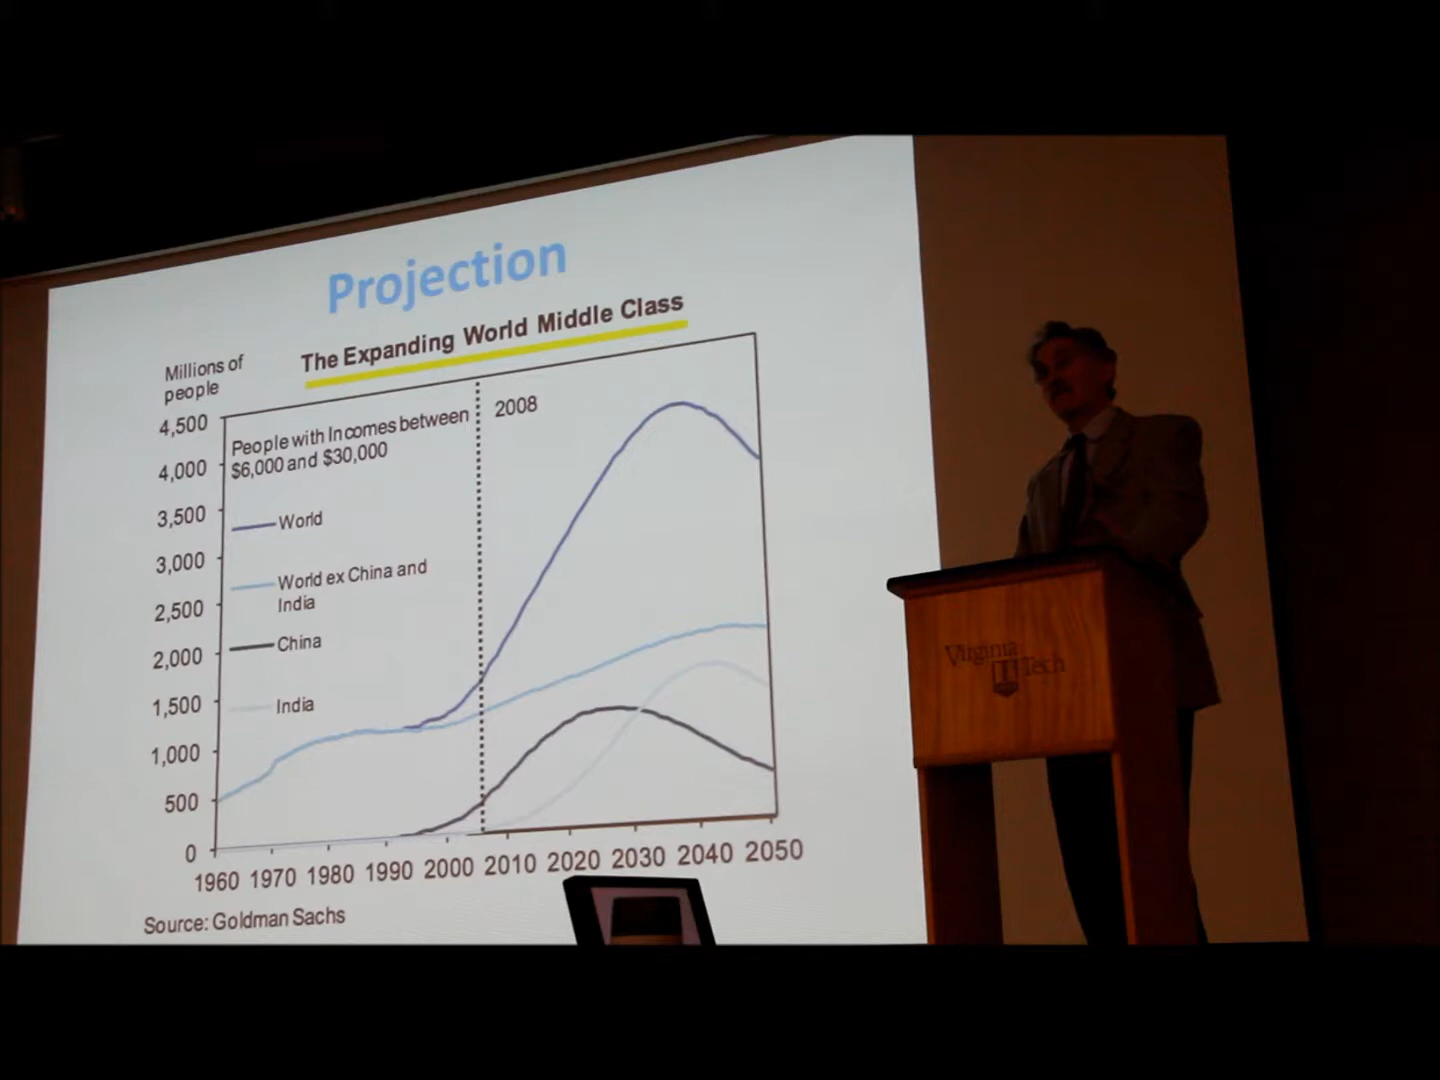 Projection
The Expanding World Middle Class
Millions of
people
4,500
4,000
3,500
3,000
2,500
2,000
1,500
1,000
500
0
People with Incomes between
$6,000 and $30,000
2008
World
World ex China and
India
China
India
1960 1970 1980 1990 2000 2010 2020 2030 2040 2050
Source: Goldman Sachs
Virginia
Tech